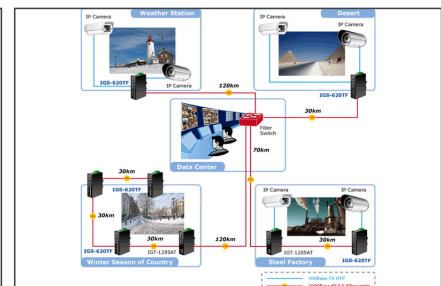 Weather Station
Desert
IP Camera
IP Camera
IP Camera
IGS-620TF
IP Camera
IGS-620TF
120km
30km
Fiber
Switch
Data Center
70km
30km
IGS-620TF
30km
30km
IGT-1205AT
120km
Winter Season of Country
IP Camera
IP Camera
30km
IGT-1205AT
IGS-620TF
Steel Factory
100Base-TX UTP